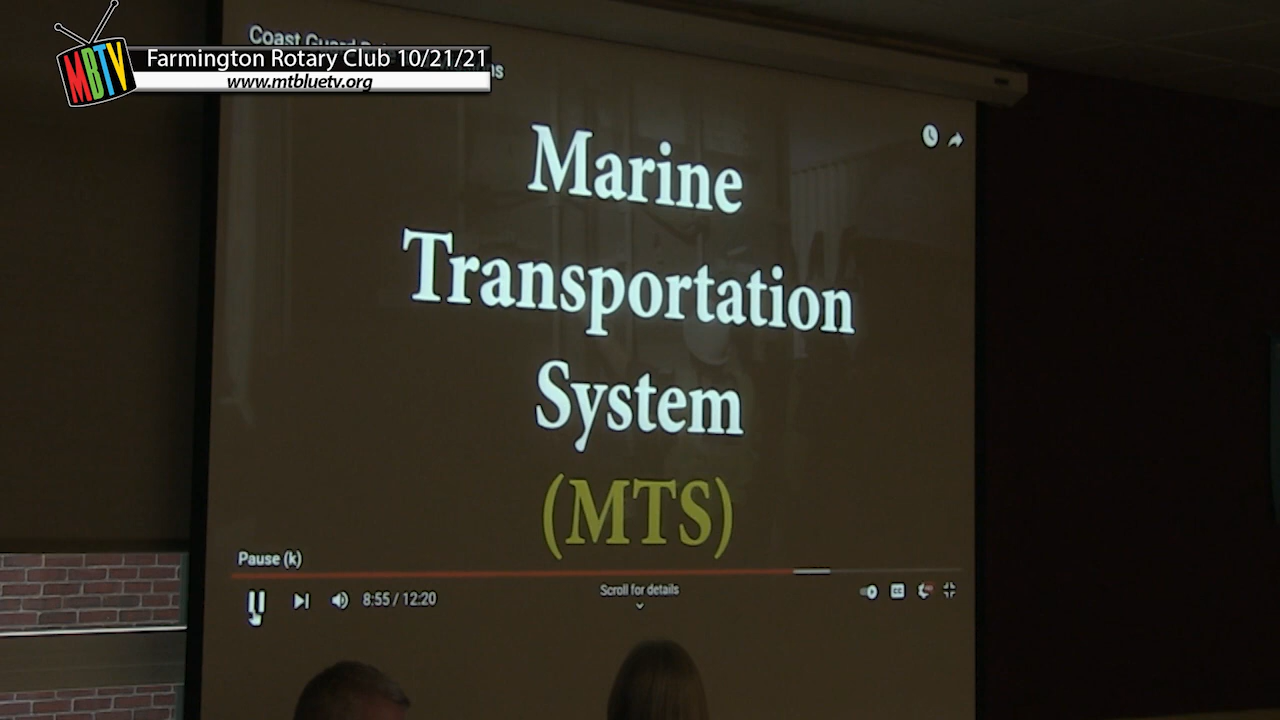 Coast Guard
MBTV
Farmington Rotary Club 10/21/21
www.mtbluetv.org
Marine
Transportation
System
(MTS)
Pause (k)
8:55 / 12:20
Scroll for details
CC